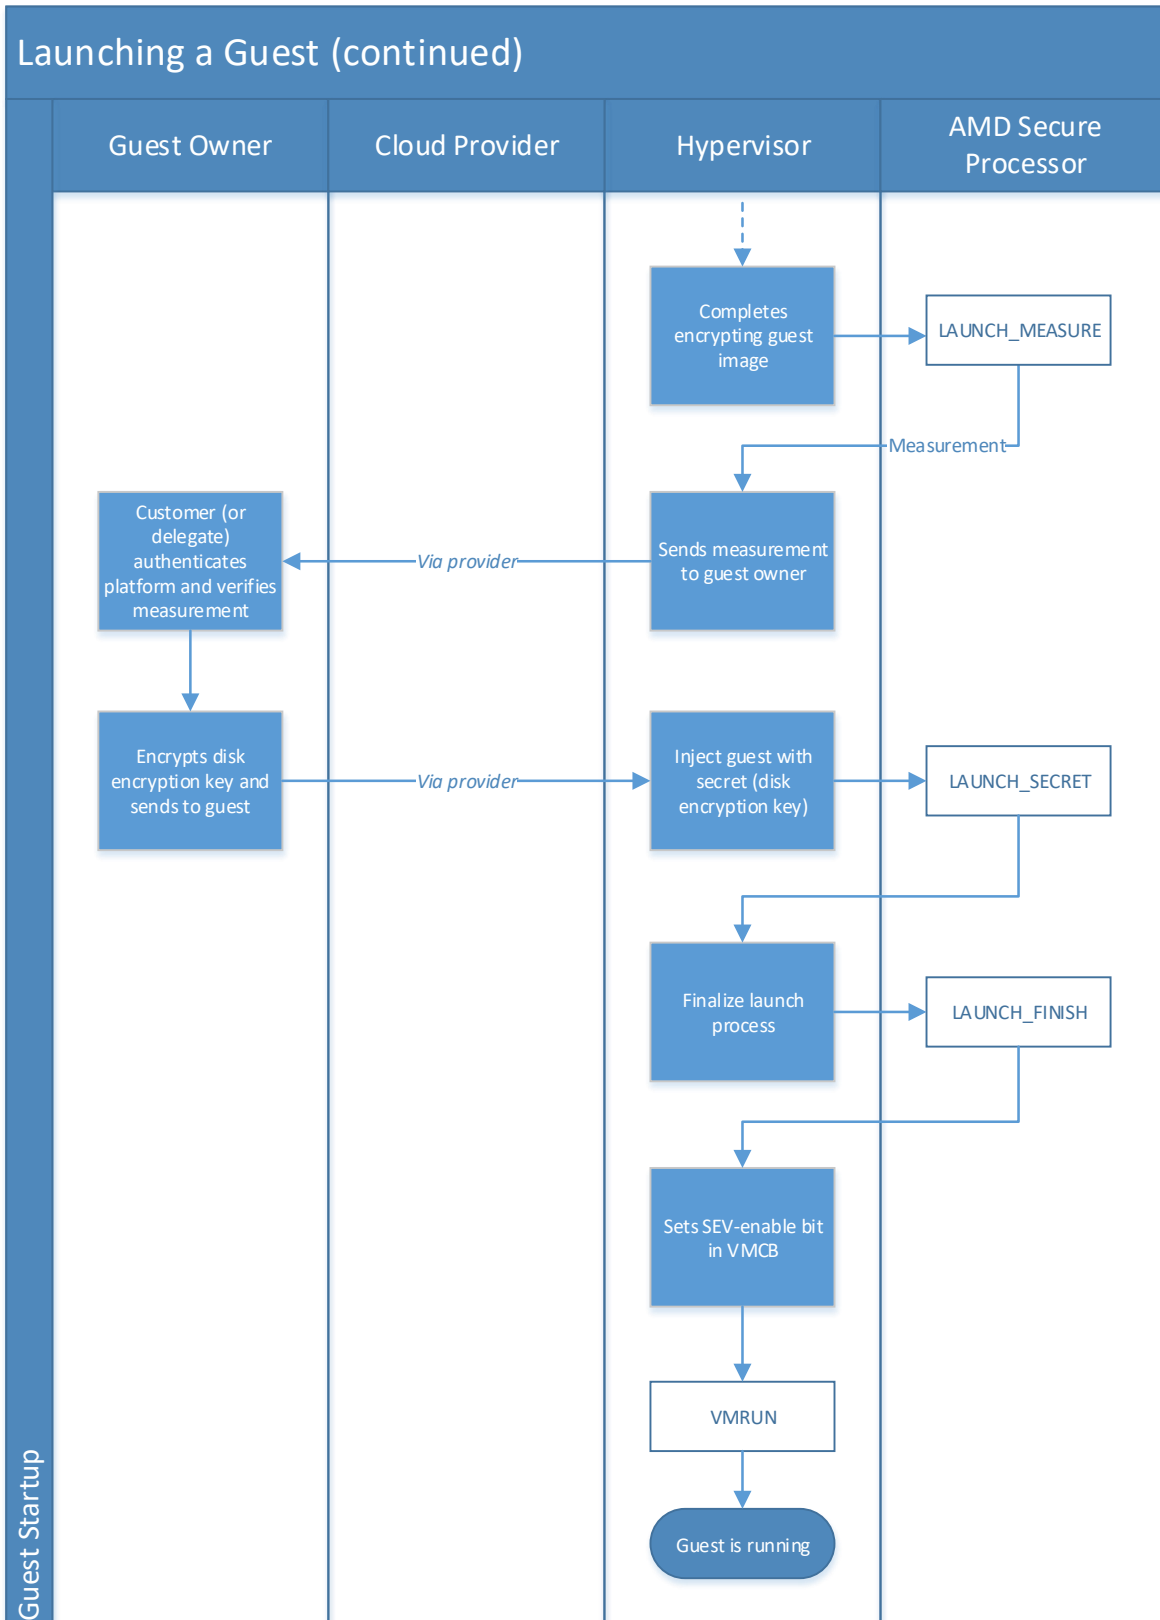 Launching a Guest (continued)
Guest Owner
Cloud Provider
Hypervisor
AMD Secure
Processor
Completes
encrypting guest
image
LAUNCH_MEASURE
Measurement
Customer (or
delegate)
authenticates
platform and verifies
measurement
Via provider
Sends measurement
to guest owner
Encrypts disk
encryption key and
sends to guest
Via provider
Inject guest with
secret (disk
encryption key)
LAUNCH_SECRET
Finalize launch
process
LAUNCH_FINISH
Sets SEV-enable bit
in VMCB
VMRUN
Guest is running
Guest Startup